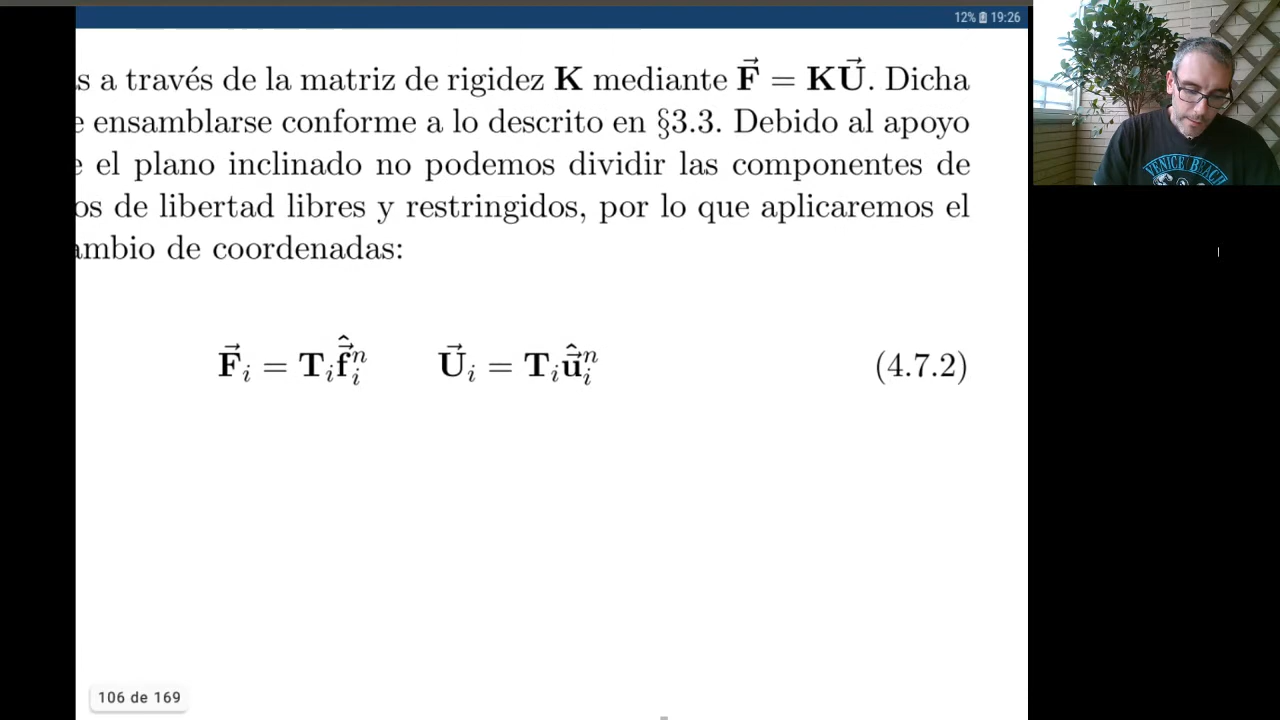 12% 19:26
s a través de la matriz de rigidez K mediante F⃗ = KU⃗. Dicha
e ensamblarse conforme a lo descrito en §3.3. Debido al apoyo
e el plano inclinado no podemos dividir las componentes de
os de libertad libres y restringidos, por lo que aplicaremos el
ambio de coordenadas:
F⃗ᵢ = Tᵢf̂⃗ᵢⁿ U⃗ᵢ = Tᵢû⃗ᵢⁿ (4.7.2)
106 de 169
VENICE BEACH